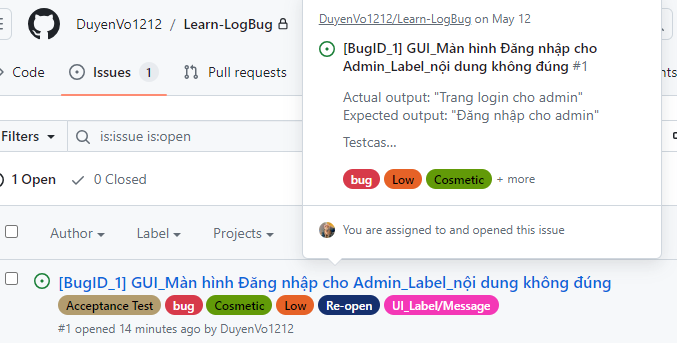 DuyenVo1212 / Learn-LogBug
DuyenVo1212/Learn-LogBug on May 12
[BugID_1] GUI_Màn hình Đăng nhập cho
Admin_Label_nội dung không đúng #1
Actual output: "Trang login cho admin"
Expected output: "Đăng nhập cho admin"
Testcas...
bug Low Cosmetic + more
You are assigned to and opened this issue
Code Issues 1 Pull requests
Filters is:issue is:open
1 Open 0 Closed
Author Label Projects
[BugID_1] GUI_Màn hình Đăng nhập cho Admin_Label_nội dung không đúng
Acceptance Test bug Cosmetic Low Re-open UI_Label/Message
#1 opened 14 minutes ago by DuyenVo1212